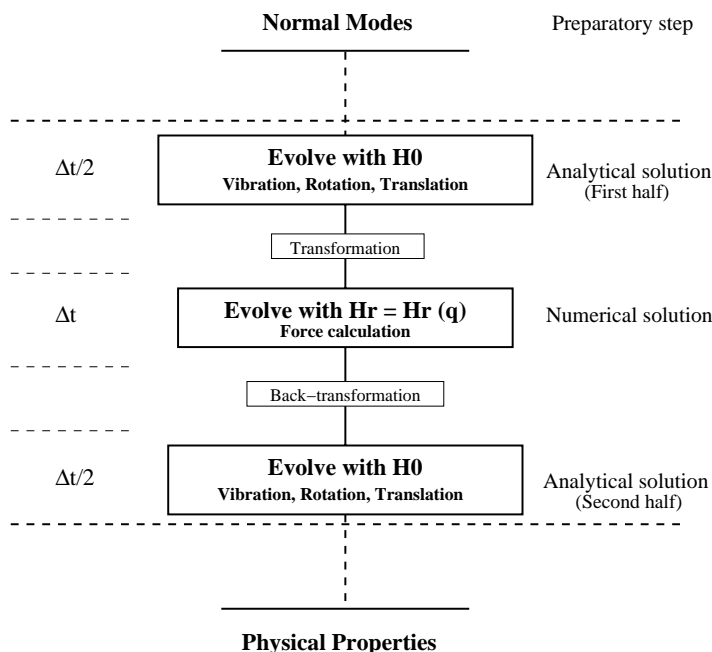 Normal Modes
Preparatory step
Δt/2
Evolve with H0
Vibration, Rotation, Translation
Analytical solution
(First half)
Transformation
Δt
Evolve with Hr = Hr (q)
Force calculation
Numerical solution
Back−transformation
Δt/2
Evolve with H0
Vibration, Rotation, Translation
Analytical solution
(Second half)
Physical Properties